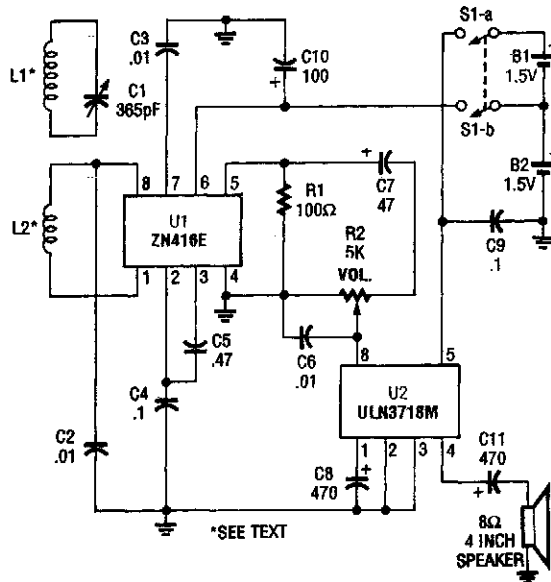 S1-a
C3
.01
C10
100
+
L1*
C1
365pF
B1
1.5V
S1-b
B2
1.5V
8
7
6
5
+
C7
47
L2*
U1
ZN416E
R1
100Ω
R2
5K
VOL.
C9
.1
1
2
3
4
C5
.47
C6
.01
8
5
C4
.1
U2
ULN3718M
C2
.01
1
2
3
4
C11
470
+
C8
470
+
*SEE TEXT
8Ω
4 INCH
SPEAKER